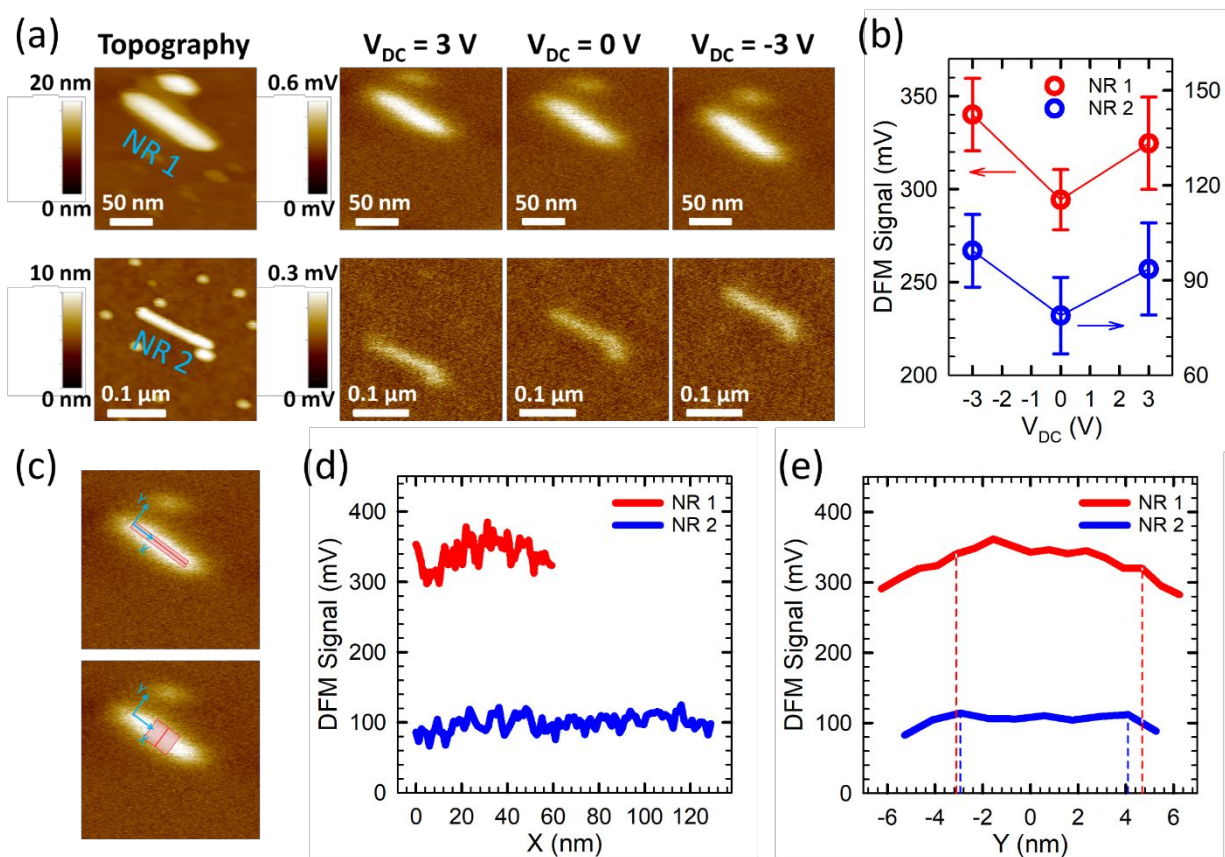 (a)
Topography
V_DC = 3 V
V_DC = 0 V
V_DC = -3 V
20 nm
0 nm
NR 1
50 nm
0.6 mV
0 mV
50 nm
50 nm
50 nm
10 nm
0 nm
NR 2
0.1 µm
0.3 mV
0 mV
0.1 µm
0.1 µm
0.1 µm
(b)
NR 1
NR 2
DFM Signal (mV)
350
300
250
200
150
120
90
60
-3 -2 -1 0 1 2 3
V_DC (V)
(c)
Y
X
Y
X
(d)
NR 1
NR 2
DFM Signal (mV)
400
300
200
100
0
0 20 40 60 80 100 120
X (nm)
(e)
NR 1
NR 2
DFM Signal (mV)
400
300
200
100
0
-6 -4 -2 0 2 4 6
Y (nm)